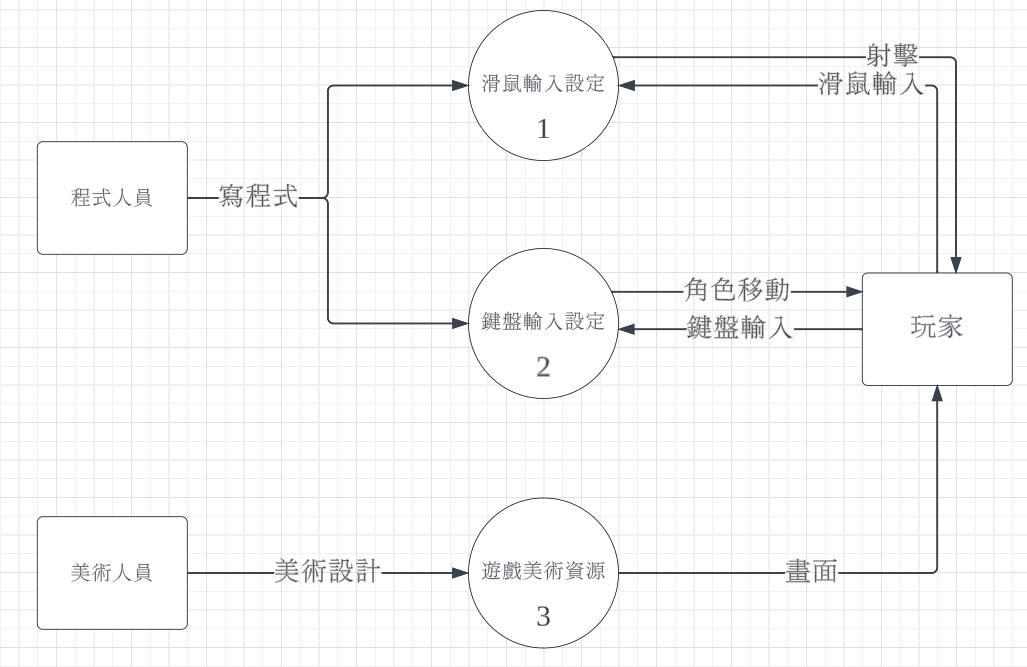 射擊
滑鼠輸入設定
滑鼠輸入
1
程式人員
寫程式
角色移動
鍵盤輸入設定
鍵盤輸入
玩家
2
美術人員
美術設計
遊戲美術資源
畫面
3